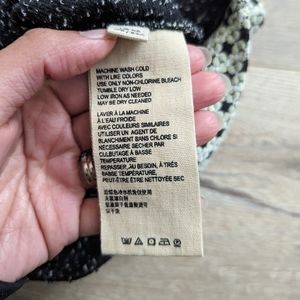 MACHINE WASH COLD
WITH LIKE COLORS
USE ONLY NON-CHLORINE BLEACH
TUMBLE DRY LOW
LOW IRON AS NEEDED
MAY BE DRY CLEANED
LAVER À LA MACHINE
À L'EAU FROIDE
AVEC COULEURS SIMILAIRES
UTILISER UN AGENT DE
BLANCHIMENT SANS CHLORE SI
NÉCESSAIRE SÉCHER PAR
CULBUTAGE À BASSE
TEMPÉRATURE
REPASSER, AU BESOIN, À TRÈS
BASSE TEMPÉRATURE,
PEUT-ÊTRE ÊTRE NETTOYÉE SEC